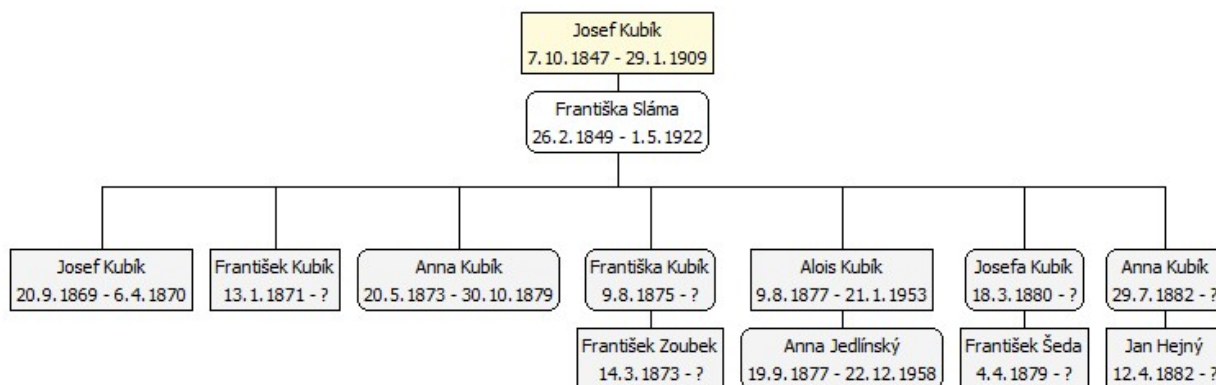 Josef Kubík
7.10.1847 - 29.1.1909
Františka Sláma
26.2.1849 - 1.5.1922
Josef Kubík
20.9.1869 - 6.4.1870
František Kubík
13.1.1871 - ?
Anna Kubík
20.5.1873 - 30.10.1879
Františka Kubík
9.8.1875 - ?
Alois Kubík
9.8.1877 - 21.1.1953
Josefa Kubík
18.3.1880 - ?
Anna Kubík
29.7.1882 - ?
František Zoubek
14.3.1873 - ?
Anna Jedlínský
19.9.1877 - 22.12.1958
František Šeda
4.4.1879 - ?
Jan Hejný
12.4.1882 - ?